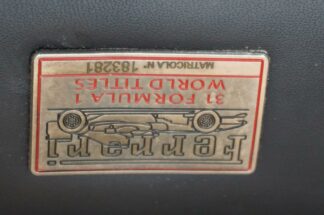 Ferrari
31 FORMULA 1
WORLD TITLES
MATRICOLA N° 183281